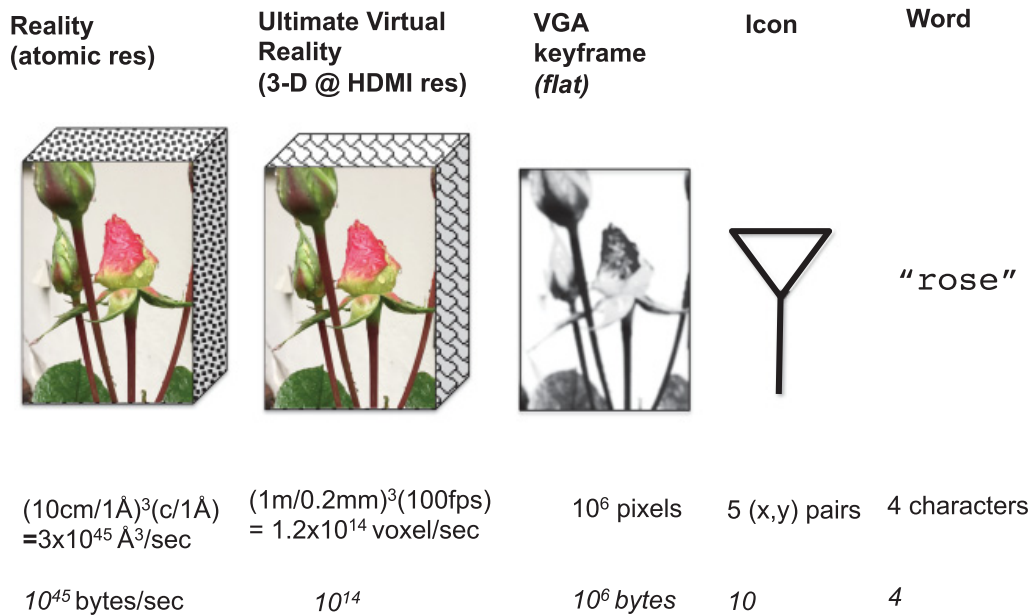 Reality
(atomic res)
Ultimate Virtual
Reality
(3-D @ HDMI res)
VGA
keyframe
(flat)
Icon
Word
“rose”
(10cm/1Å)³(c/1Å)
=3x10⁴⁵ Å³/sec
(1m/0.2mm)³(100fps)
= 1.2x10¹⁴ voxel/sec
10⁶ pixels
5 (x,y) pairs
4 characters
10⁴⁵ bytes/sec
10¹⁴
10⁶ bytes
10
4